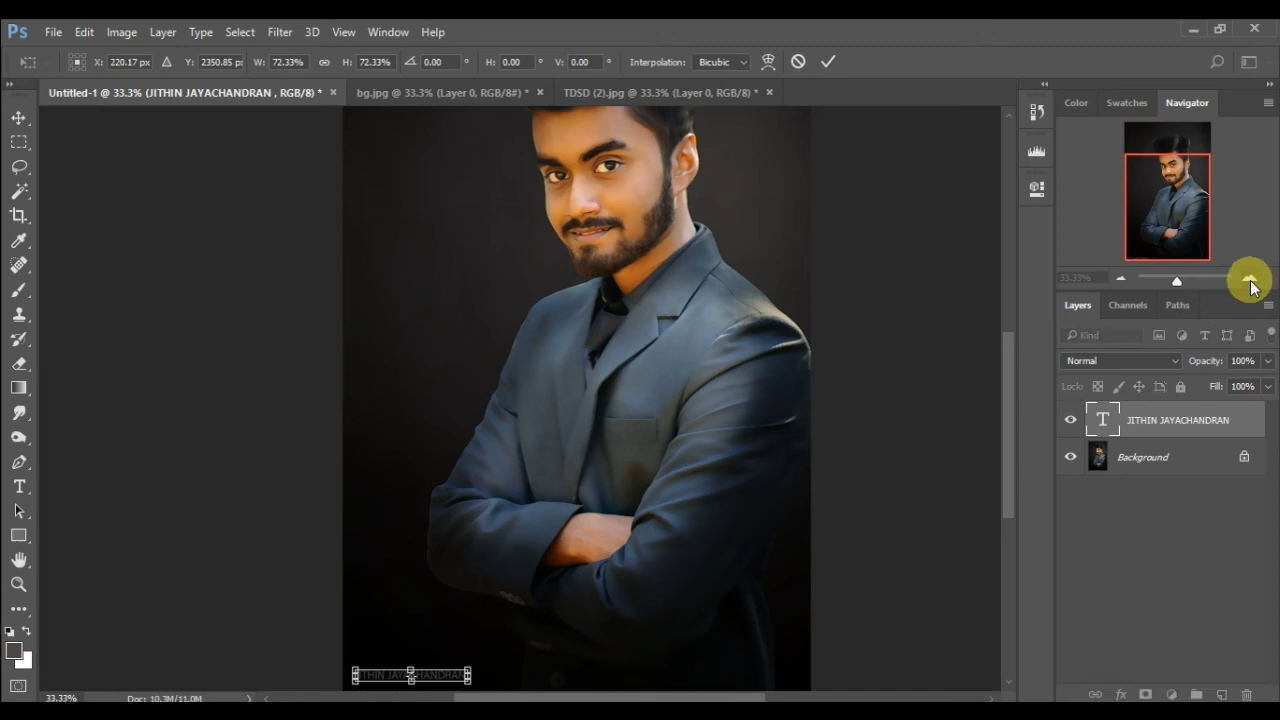 Ps File Edit Image Layer Type Select Filter 3D View Window Help
X: 220.17 px Y: 2350.85 px W: 72.33% H: 72.33% 0.00 ° H: 0.00 ° V: 0.00 ° Interpolation: Bicubic
Untitled-1 @ 33.3% (JITHIN JAYACHANDRAN , RGB/8) * × bg.jpg @ 33.3% (Layer 0, RGB/8#) * × TDSD (2).jpg @ 33.3% (Layer 0, RGB/8) * ×
Color Swatches Navigator
33.33%
Layers Channels Paths
Kind
Normal Opacity: 100%
Lock: Fill: 100%
T JITHIN JAYACHANDRAN
Background
JITHIN JAYACHANDRAN
33.33% Doc: 10.3M/11.0M